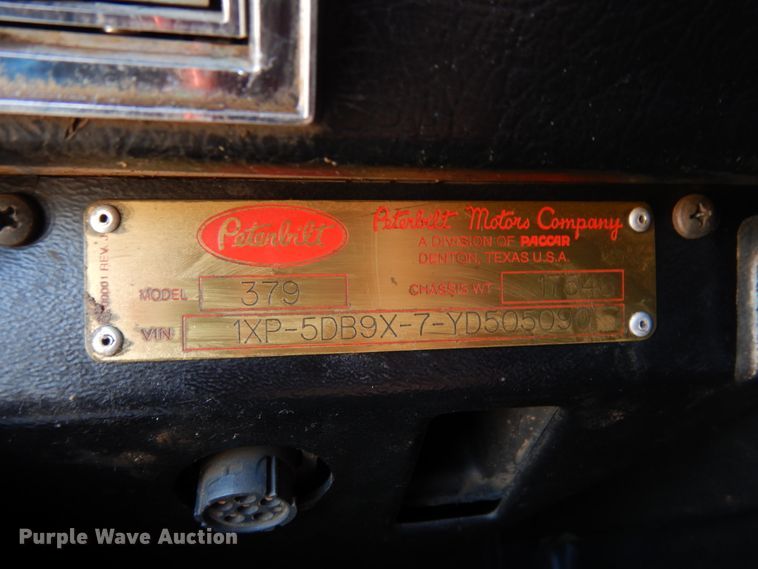 Peterbilt
Peterbilt Motors Company
A DIVISION OF PACCAR
DENTON, TEXAS U.S.A.
MODEL 379
CHASSIS WT.
VIN 1XP-5DB9X-7-YD505090
Purple Wave Auction